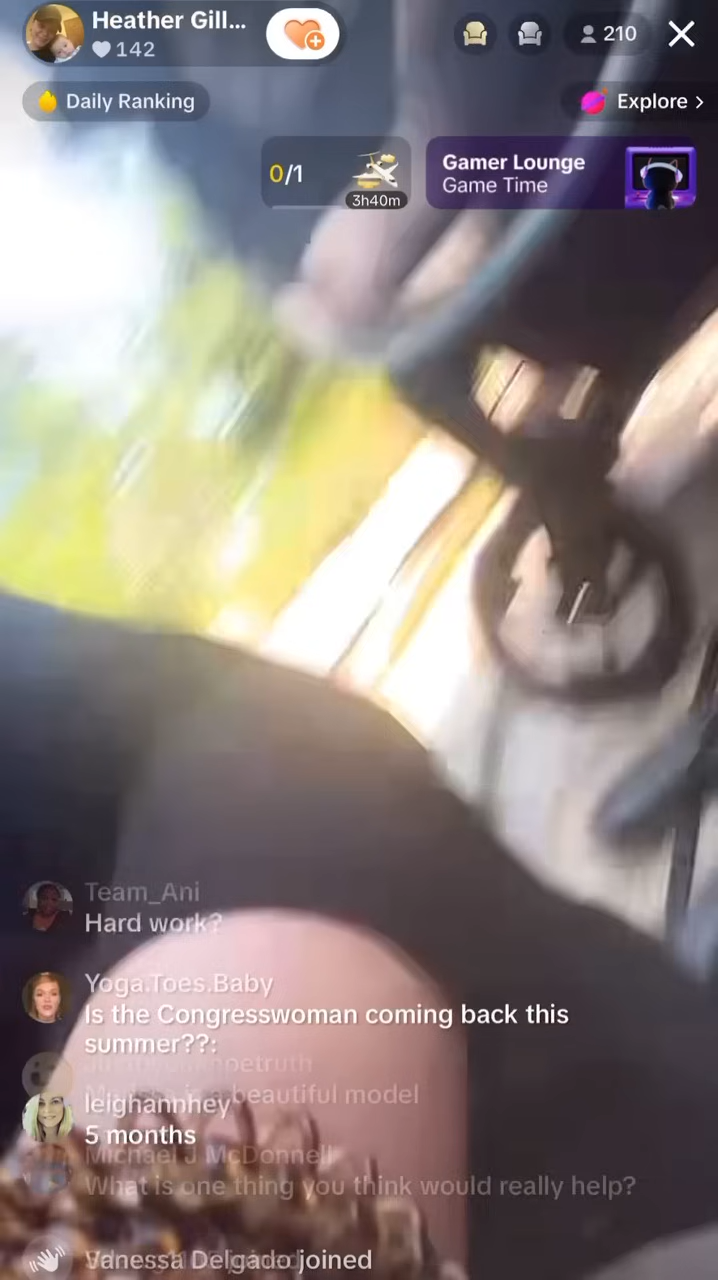 Heather Gill...
142
210
Daily Ranking
Explore >
0/1
3h40m
Gamer Lounge
Game Time
Team_Ani
Hard work?
Yoga.Toes.Baby
Is the Congresswoman coming back this
summer??:
beautiful model
leighannhey
5 months
Michael J McDonnell
What is one thing you think would really help?
Vanessa Delgado joined